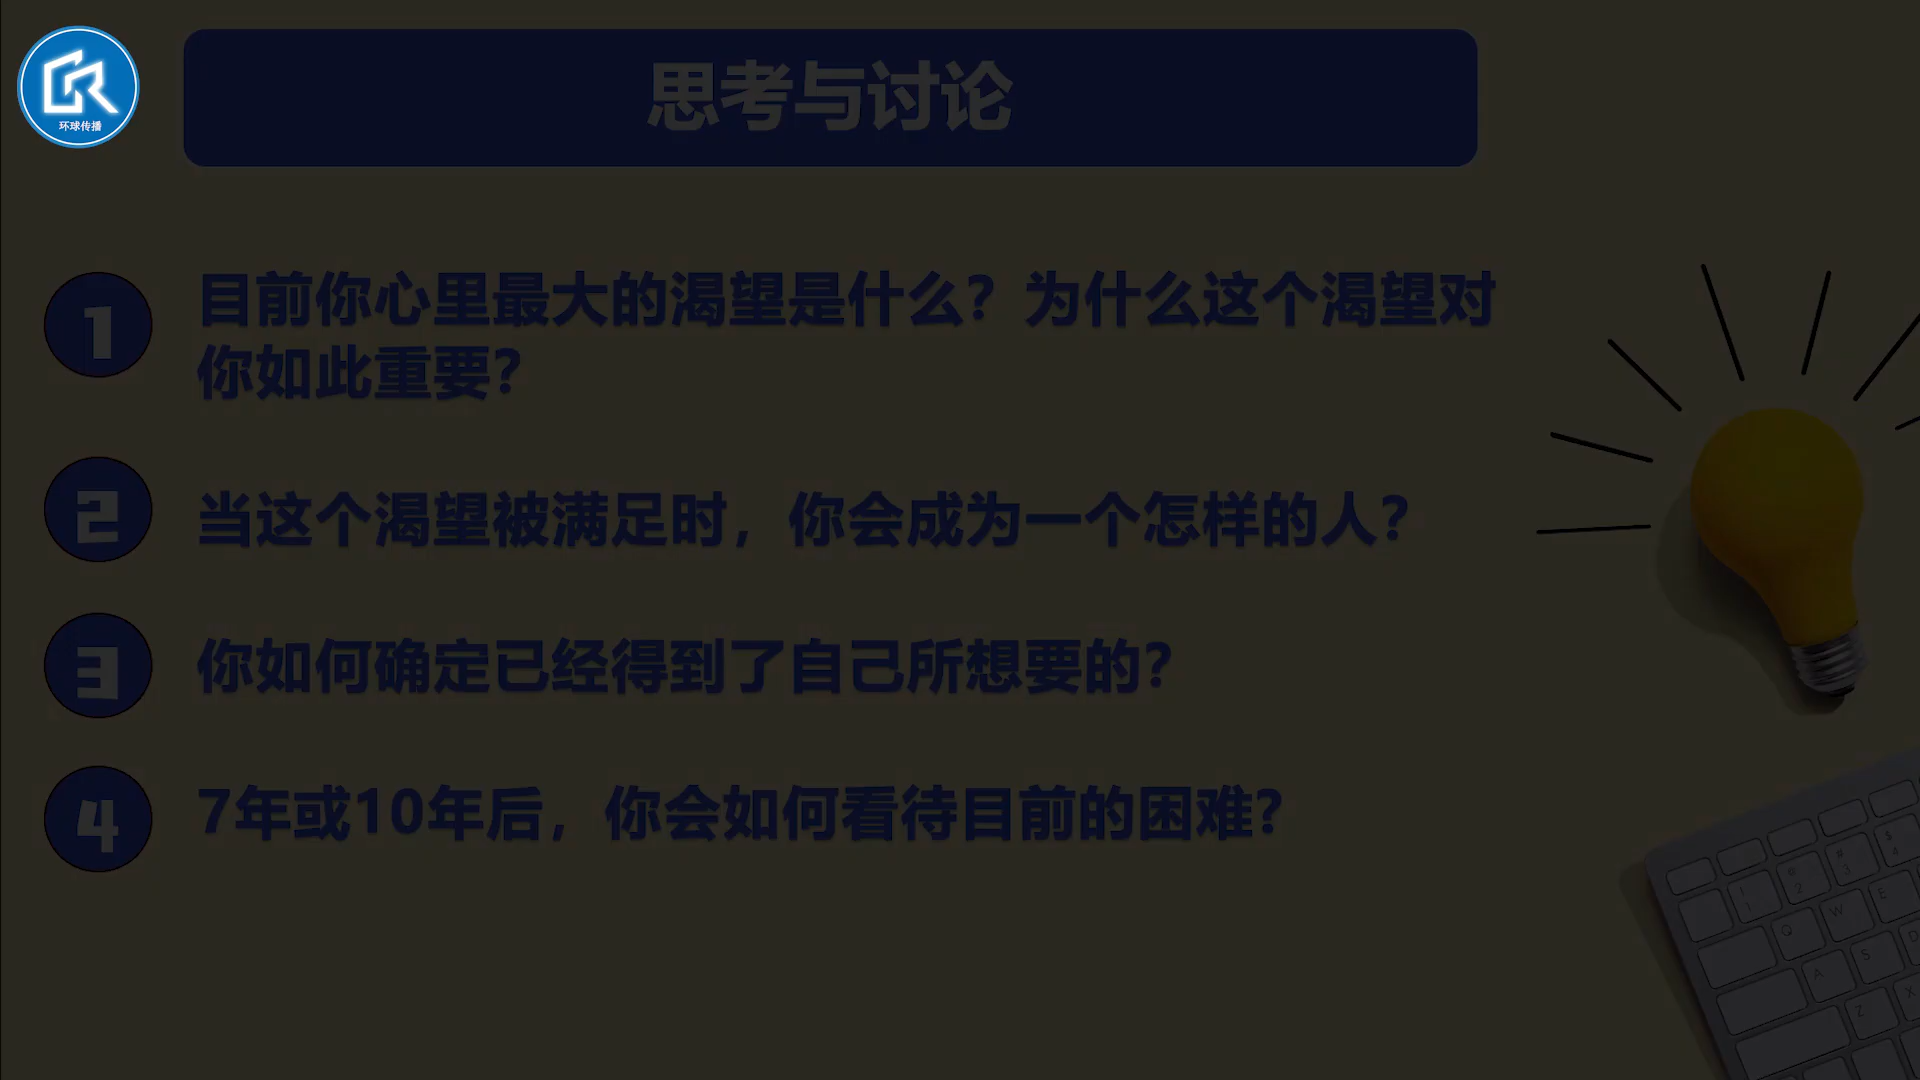 环球传播
思考与讨论
1 目前你心里最大的渴望是什么？为什么这个渴望对
你如此重要？
2 当这个渴望被满足时，你会成为一个怎样的人？
3 你如何确定已经得到了自己所想要的？
4 7年或10年后，你会如何看待目前的困难？
# 3
$ 4
2
1
Q W E
A S D
Z X